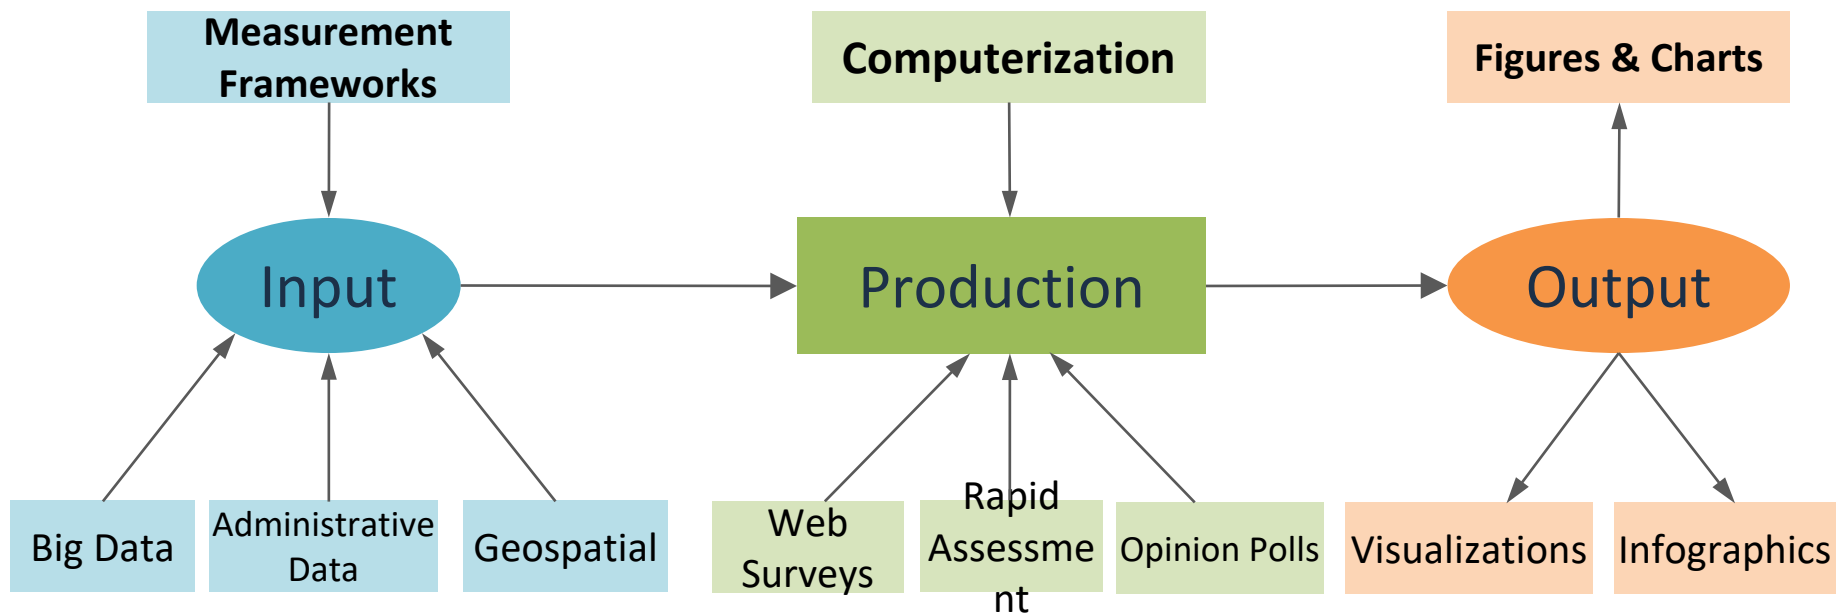 Measurement
Frameworks
Computerization
Figures & Charts
Input
Production
Output
Big Data
Administrative
Data
Geospatial
Web
Surveys
Rapid
Assessme
nt
Opinion Polls
Visualizations
Infographics